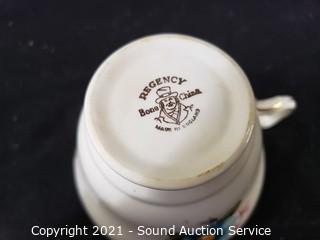 REGENCY
Bone China
MADE IN ENGLAND
Copyright 2021 - Sound Auction Service